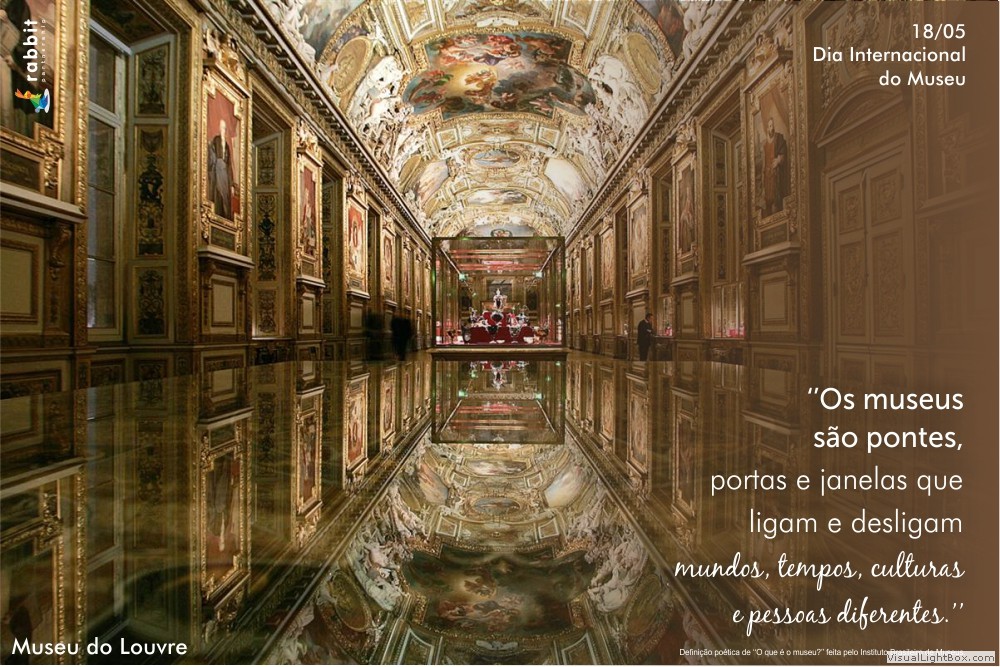 rabbit
18/05
Dia Internacional
do Museu
"Os museus
são pontes,
portas e janelas que
ligam e desligam
mundos, tempos, culturas
e pessoas diferentes."
Museu do Louvre
Definição poética de "O que é o museu?" feita pelo Instituto
VisualLightBox.com